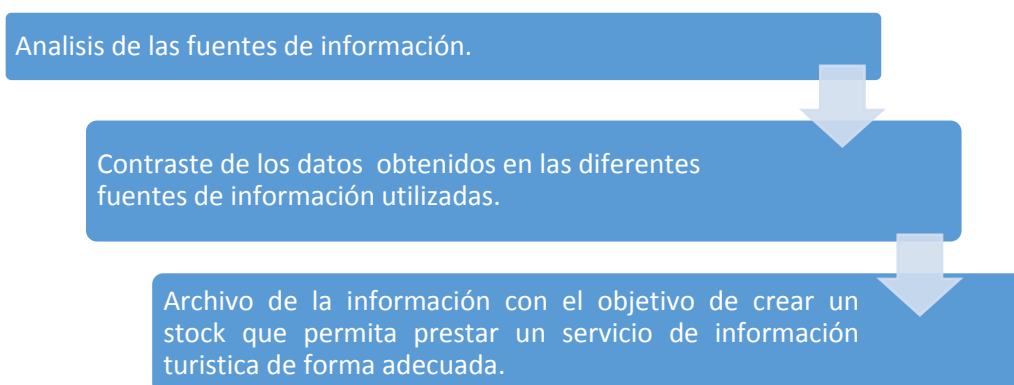 Analisis de las fuentes de información.
Contraste de los datos obtenidos en las diferentes
fuentes de información utilizadas.
Archivo de la información con el objetivo de crear un
stock que permita prestar un servicio de información
turistica de forma adecuada.